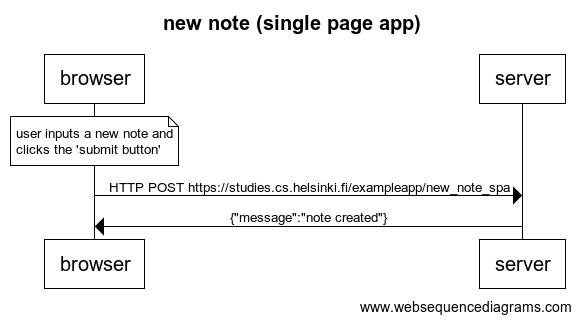 new note (single page app)
browser
server
user inputs a new note and
clicks the 'submit button'
HTTP POST https://studies.cs.helsinki.fi/exampleapp/new_note_spa
{"message":"note created"}
browser
server
www.websequencediagrams.com